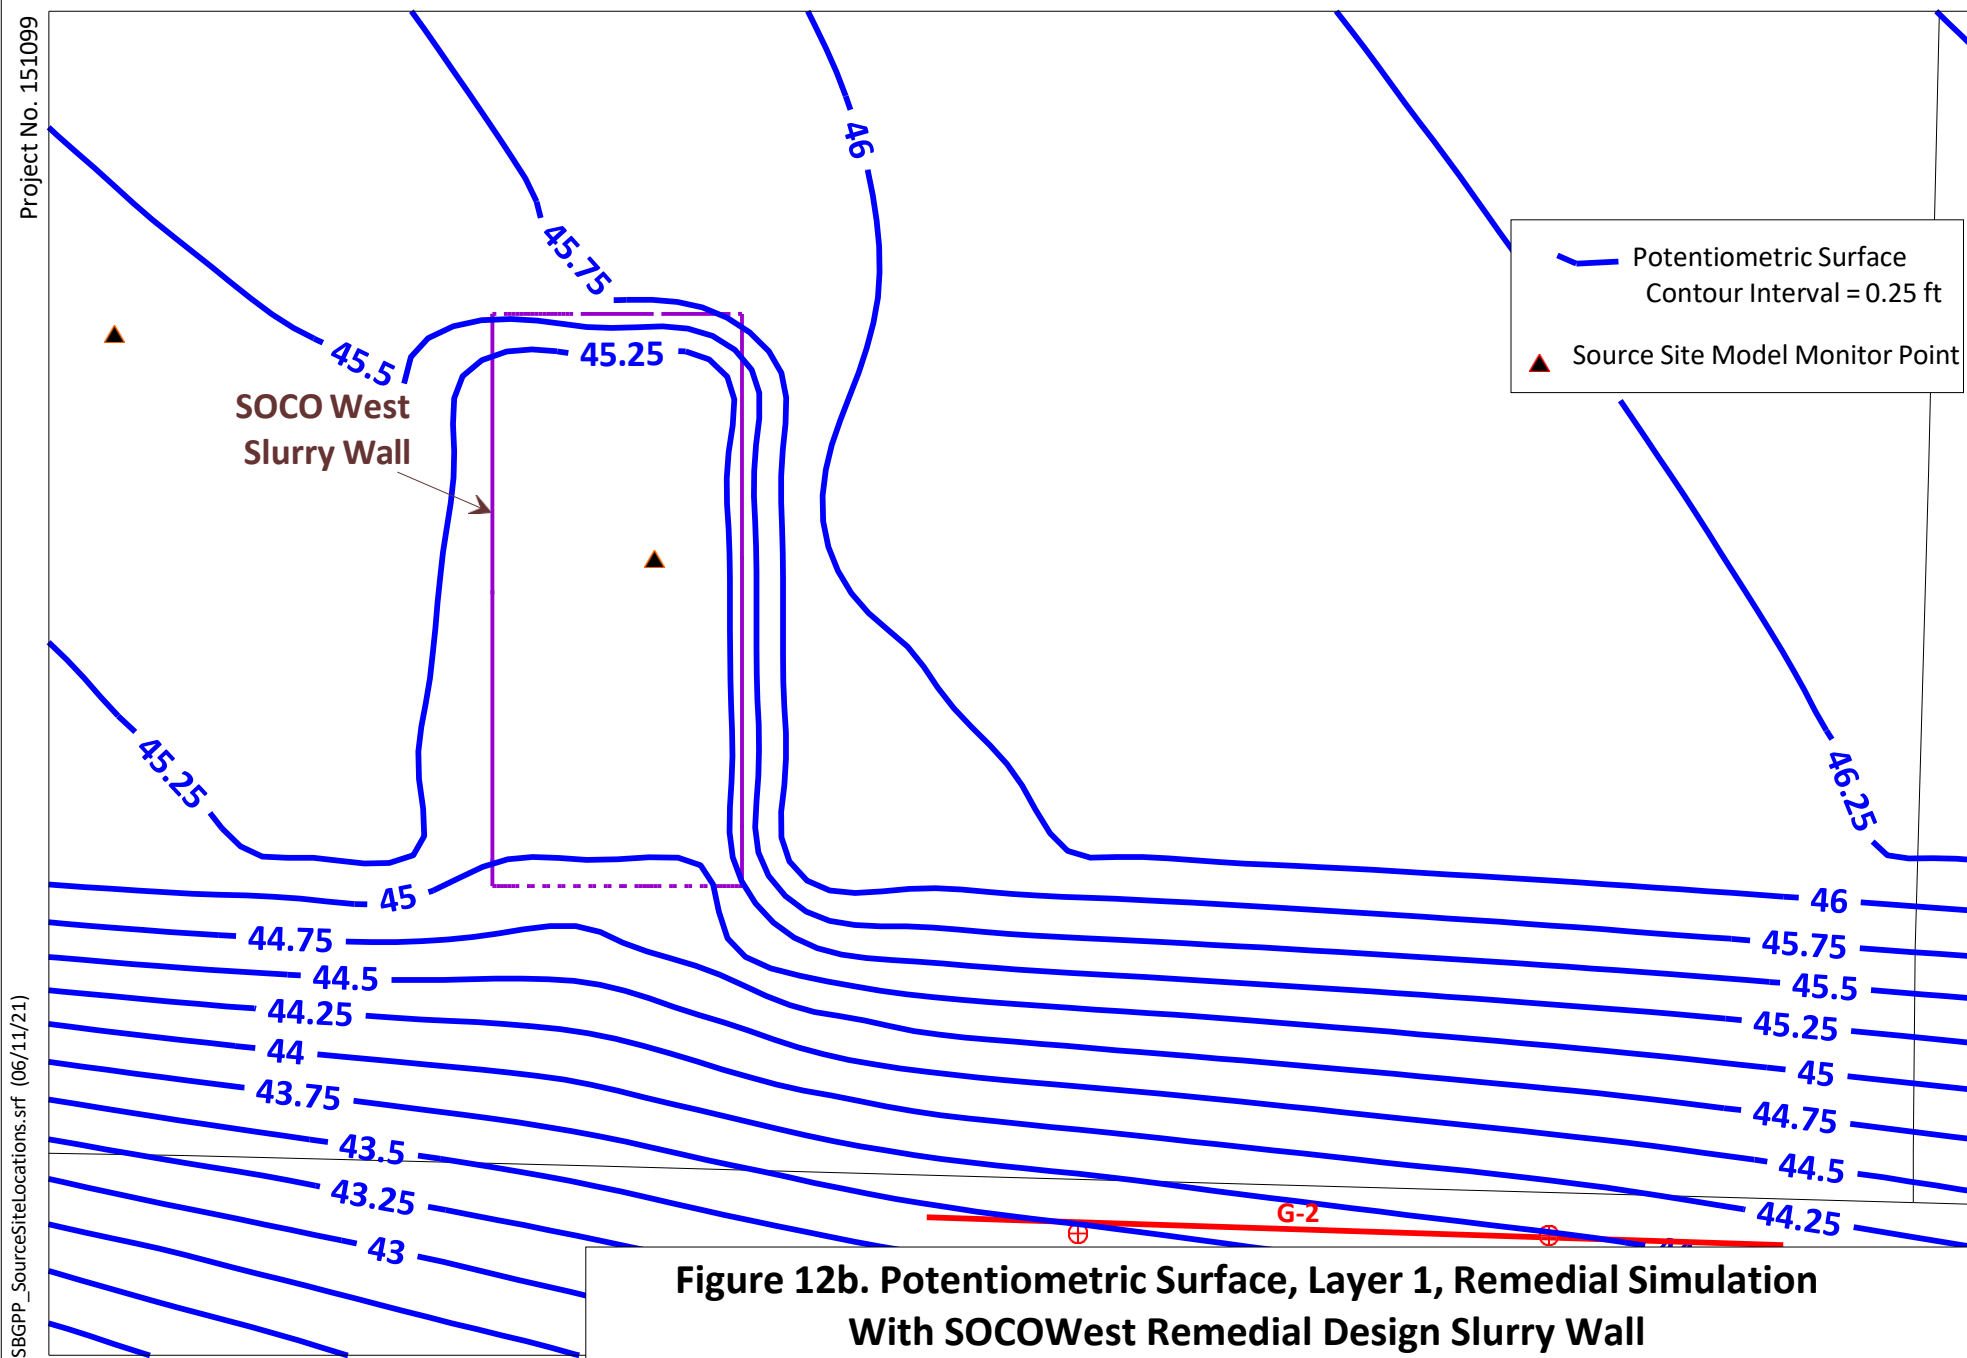 Project No. 151099
46
45.75
Potentiometric Surface
Contour Interval = 0.25 ft
45.5
45.25
Source Site Model Monitor Point
SOCO West
Slurry Wall
45.25
46.25
45
46
44.75
45.75
44.5
45.5
44.25
45.25
44
45
43.75
44.75
43.5
44.5
43.25
G-2
44.25
43
Figure 12b. Potentiometric Surface, Layer 1, Remedial Simulation
With SOCOWest Remedial Design Slurry Wall
SBGPP_SourceSiteLocations.srf (06/11/21)